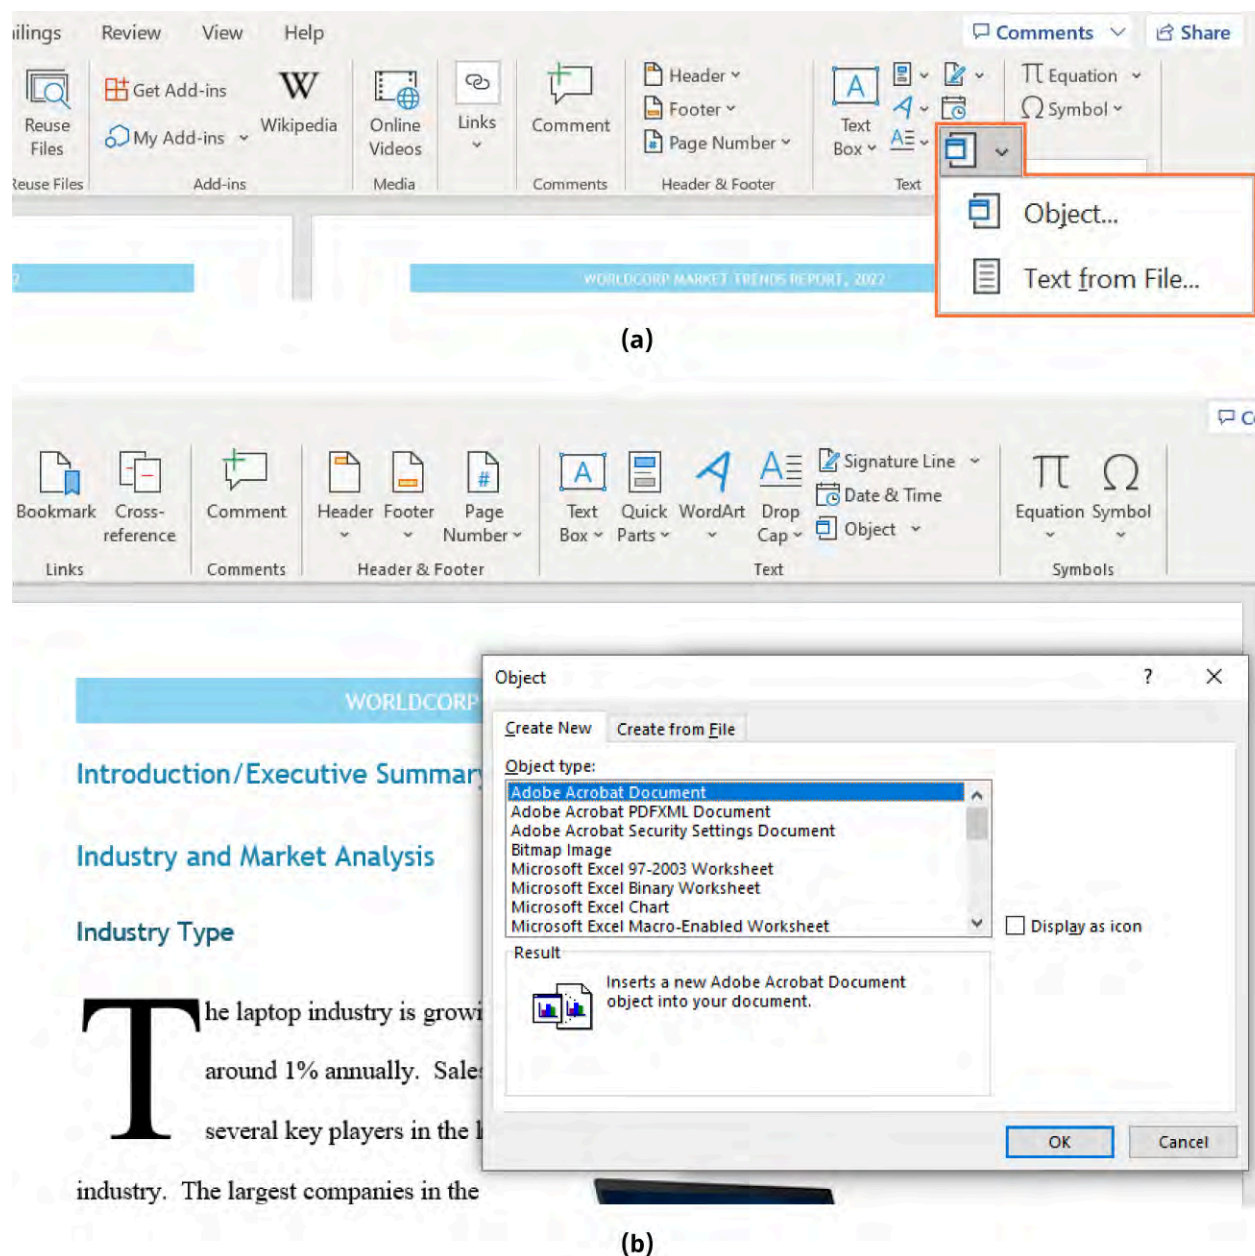 ilings Review View Help Comments Share
Reuse Files
Get Add-ins
My Add-ins
Wikipedia
Online Videos
Links
Comment
Header
Footer
Page Number
Text Box
Equation
Symbol
Reuse Files Add-ins Media Comments Header & Footer Text
Object...
Text from File...
2 WORLDCORP MARKET TRENDS REPORT, 2022
(a)
Co
Bookmark
Cross-reference
Comment
Header
Footer
Page Number
Text Box
Quick Parts
WordArt
Drop Cap
Signature Line
Date & Time
Object
Equation
Symbol
Links Comments Header & Footer Text Symbols
WORLDCORP
Introduction/Executive Summary
Industry and Market Analysis
Industry Type
The laptop industry is growi
around 1% annually. Sales
several key players in the l
industry. The largest companies in the
Object ? X
Create New Create from File
Object type:
Adobe Acrobat Document
Adobe Acrobat PDFXML Document
Adobe Acrobat Security Settings Document
Bitmap Image
Microsoft Excel 97-2003 Worksheet
Microsoft Excel Binary Worksheet
Microsoft Excel Chart
Microsoft Excel Macro-Enabled Worksheet
Display as icon
Result
Inserts a new Adobe Acrobat Document
object into your document.
OK Cancel
(b)